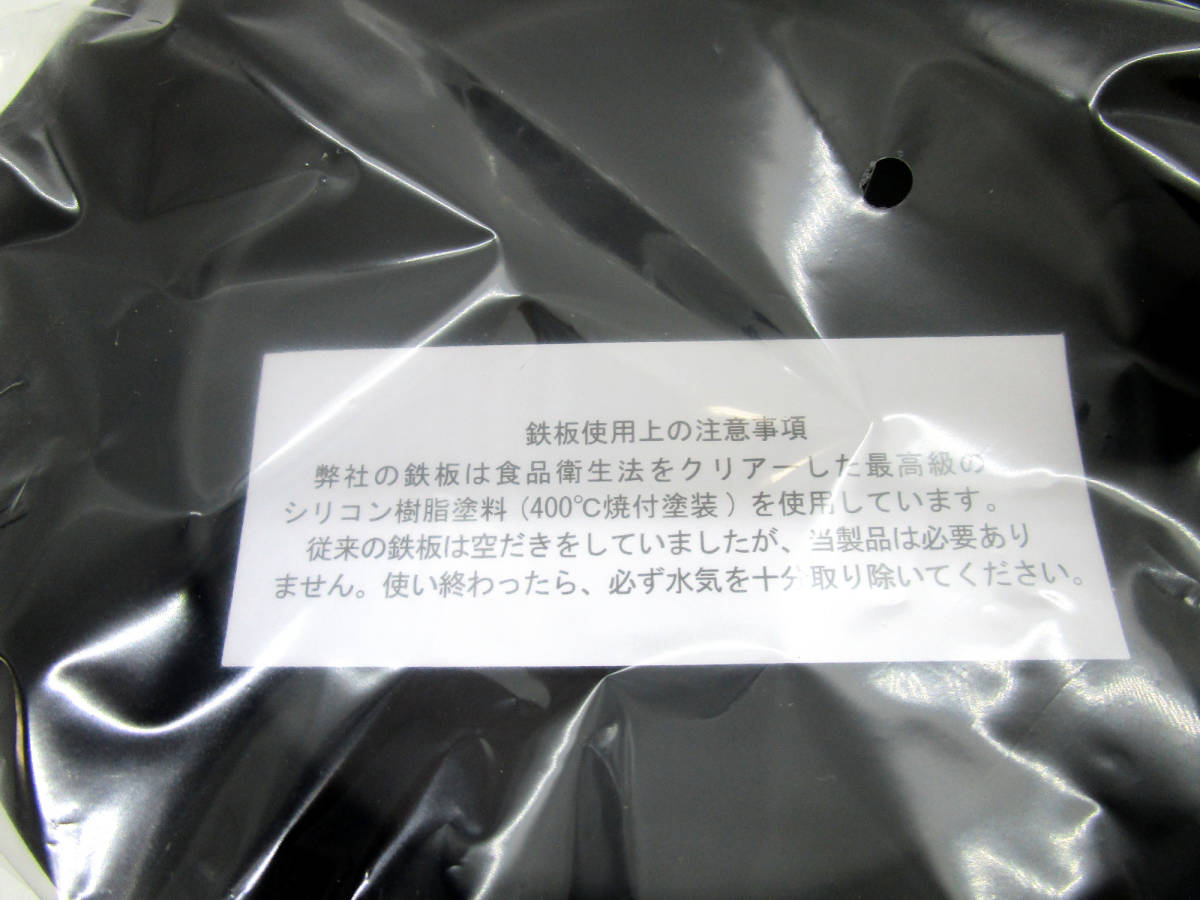 鉄板使用上の注意事項
弊社の鉄板は食品衛生法をクリアーした最高級の
シリコン樹脂塗料(400℃焼付塗装)を使用しています。
従来の鉄板は空だきをしていましたが、当製品は必要あり
ません。使い終わったら、必ず水気を十分取り除いてください。